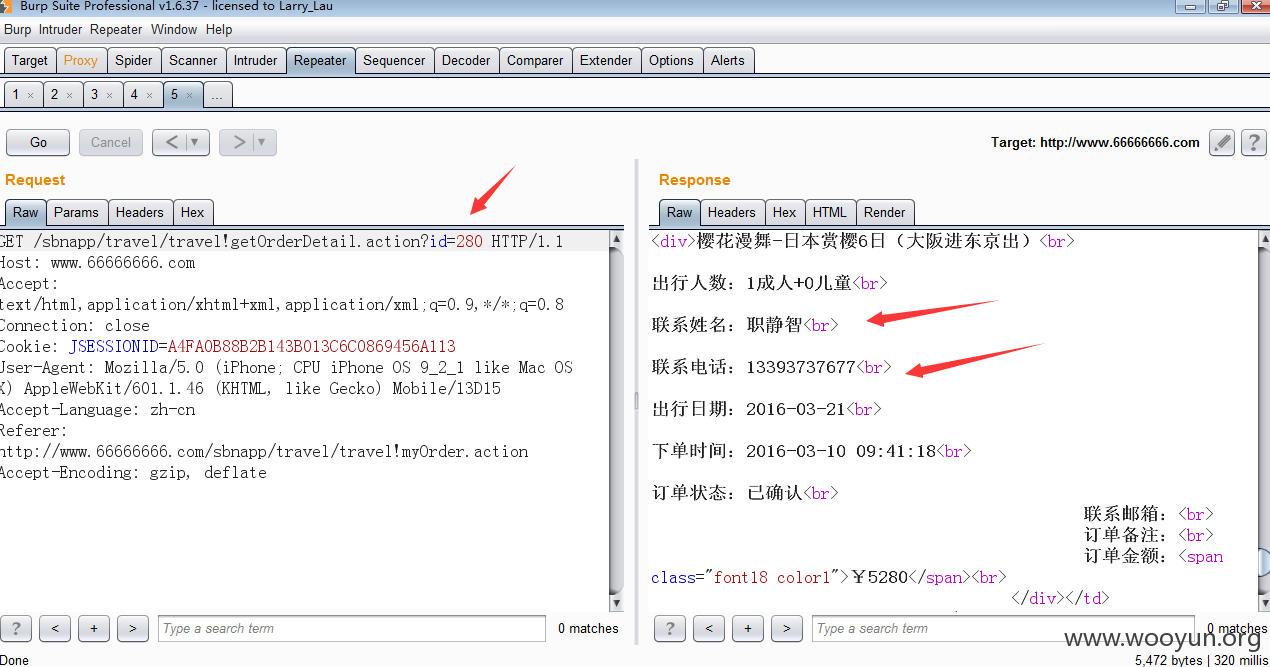 Burp Suite Professional v1.6.37 - licensed to Larry_Lau
Burp Intruder Repeater Window Help
Target Proxy Spider Scanner Intruder Repeater Sequencer Decoder Comparer Extender Options Alerts
1 × 2 × 3 × 4 × 5 × ...
Go Cancel < > Target: http://www.66666666.com ?
Request
Raw Params Headers Hex
GET /sbnapp/travel/travel!getOrderDetail.action?id=280 HTTP/1.1
Host: www.66666666.com
Accept:
text/html,application/xhtml+xml,application/xml;q=0.9,*/*;q=0.8
Connection: close
Cookie: JSESSIONID=A4FA0B88B2B143B013C6C0869456A113
User-Agent: Mozilla/5.0 (iPhone; CPU iPhone OS 9_2_1 like Mac OS
X) AppleWebKit/601.1.46 (KHTML, like Gecko) Mobile/13D15
Accept-Language: zh-cn
Referer:
http://www.66666666.com/sbnapp/travel/travel!myOrder.action
Accept-Encoding: gzip, deflate
? < + > Type a search term 0 matches
Response
Raw Headers Hex HTML Render
<div>樱花漫舞-日本赏樱6日（大阪进东京出）<br>
出行人数：1成人+0儿童<br>
联系姓名：职静智<br>
联系电话：13393737677<br>
出行日期：2016-03-21<br>
下单时间：2016-03-10 09:41:18<br>
订单状态：已确认<br>
联系邮箱：<br>
订单备注：<br>
订单金额：<span
class="font18 color1">￥5280</span><br>
</div></td>
? < + > Type a search term 0 matches
www.wooyun.org
Done 5,472 bytes | 320 millis